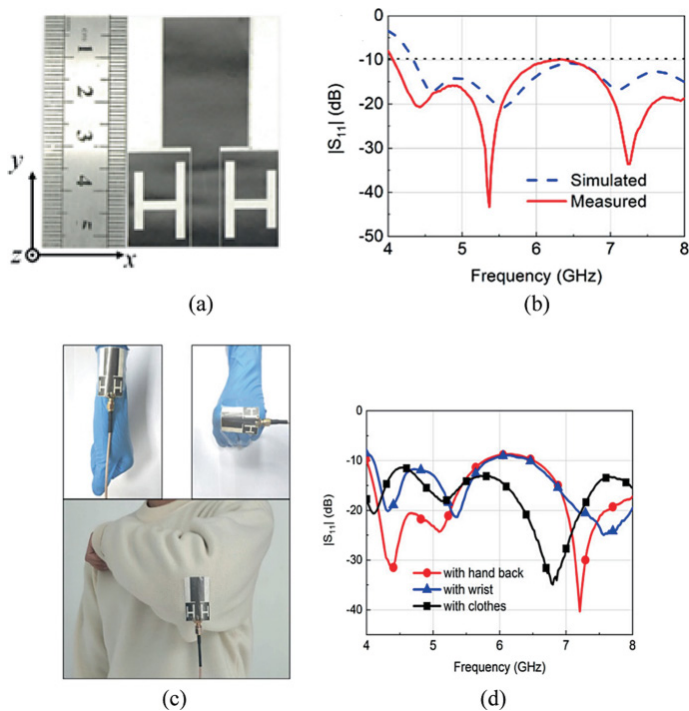 1
2
3
4
y
z
x
H H
(a)
0
-10
-20
-30
-40
-50
|S11| (dB)
Simulated
Measured
4 5 6 7 8
Frequency (GHz)
(b)
H H
H H
H H
(c)
0
-10
-20
-30
-40
|S11| (dB)
with hand back
with wrist
with clothes
4 5 6 7 8
Frequency (GHz)
(d)